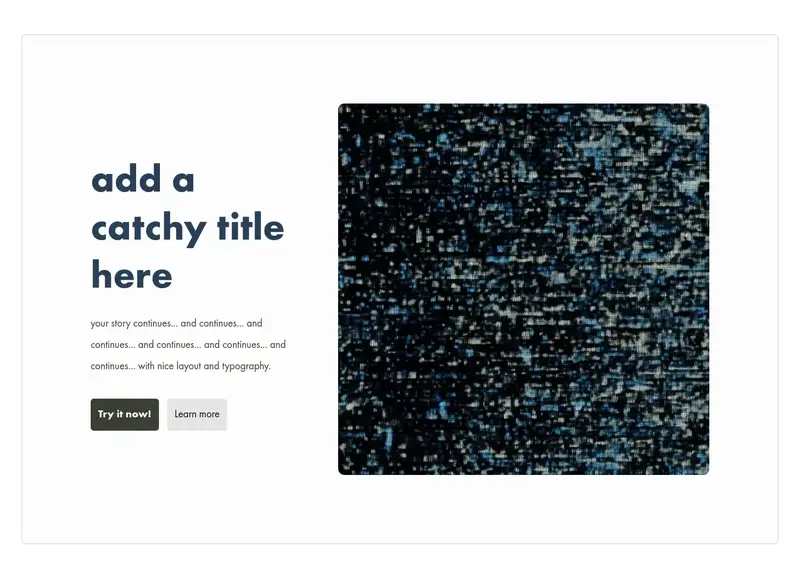 add a
catchy title
here
your story continues... and continues... and
continues... and continues... and continues... and
continues... with nice layout and typography.
Try it now!
Learn more